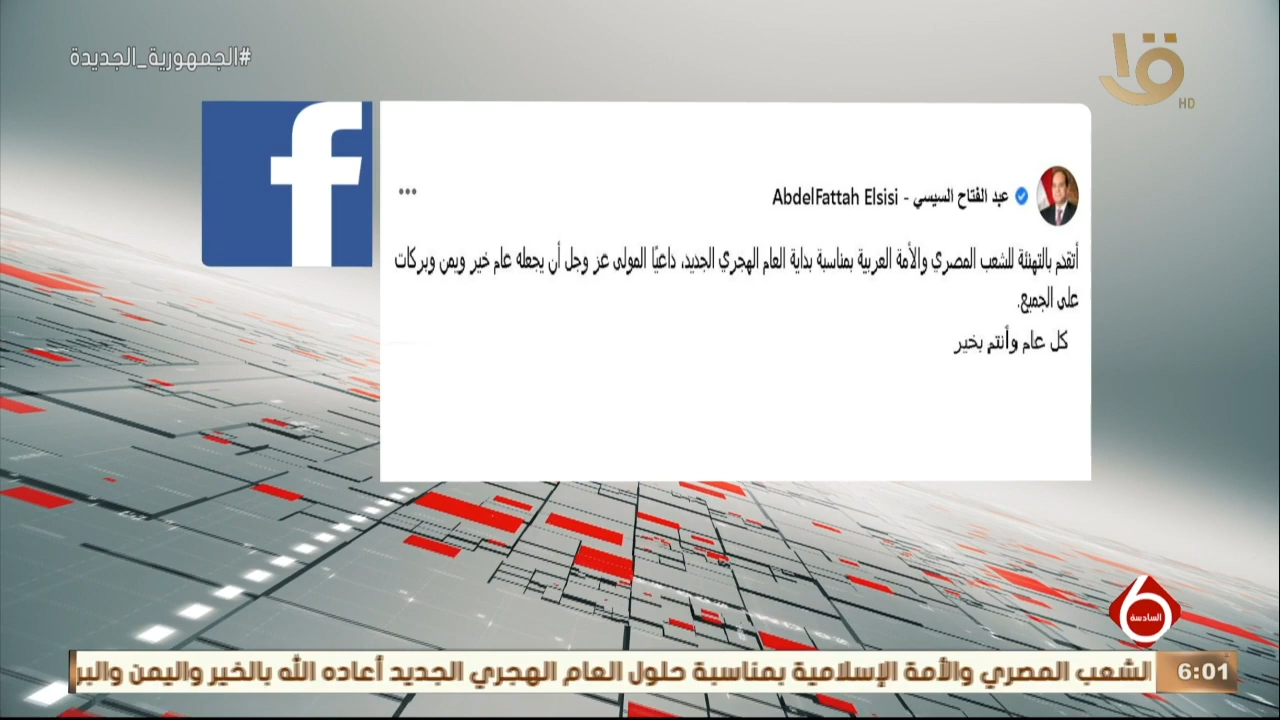 #الجمهورية_الجديدة
HD
عبد الفتاح السيسي - AbdelFattah Elsisi
أتقدم بالتهنئة للشعب المصري والأمة العربية بمناسبة بداية العام الهجري الجديد، داعيًا المولى عز وجل أن يجعله عام خير ويمن وبركات
على الجميع.
كل عام وأنتم بخير
6 السادسة
6:01 الشعب المصري والأمة الإسلامية بمناسبة حلول العام الهجري الجديد أعاده الله بالخير واليمن والبر